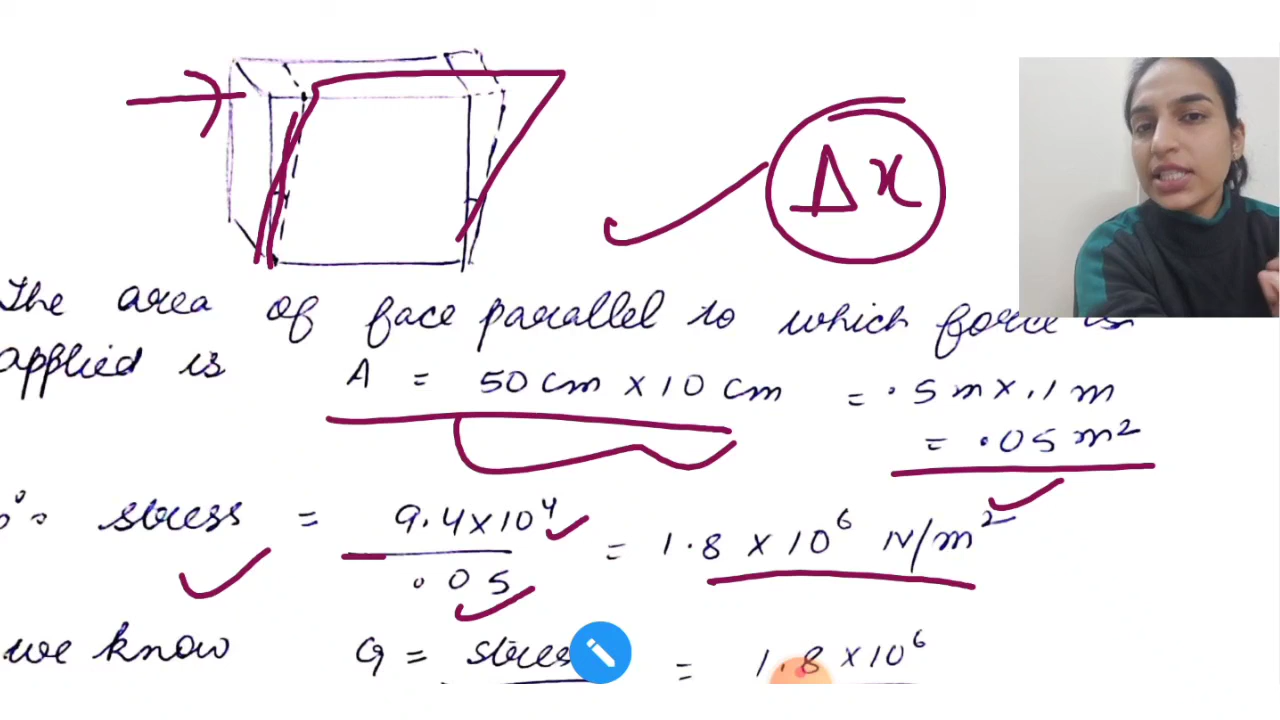 Δx
The area of face parallel to which force is
applied is A = 50 cm × 10 cm = .5 m × .1 m
= .05 m²
∴ stress = 9.4 × 10⁴ / .05 = 1.8 × 10⁶ N/m²
we know G = stress = 1.8 × 10⁶